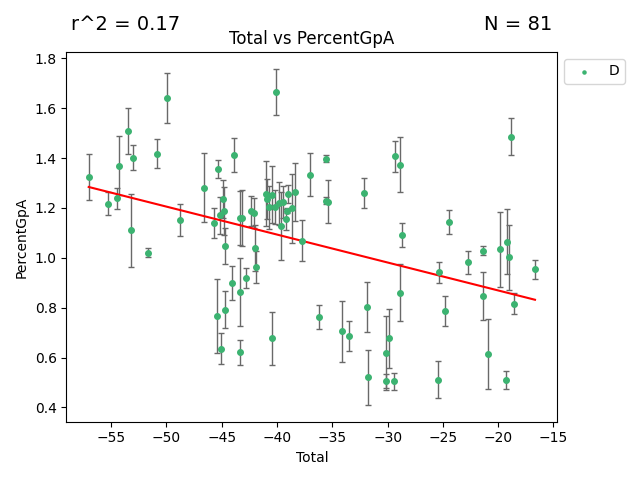 r^2 = 0.17
N = 81
Total vs PercentGpA
D
PercentGpA
1.8
1.6
1.4
1.2
1.0
0.8
0.6
0.4
−55
−50
−45
−40
−35
−30
−25
−20
−15
Total